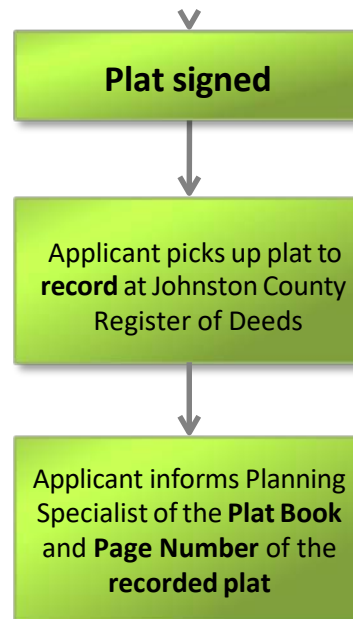 Plat signed
Applicant picks up plat to
record at Johnston County
Register of Deeds
Applicant informs Planning
Specialist of the Plat Book
and Page Number of the
recorded plat